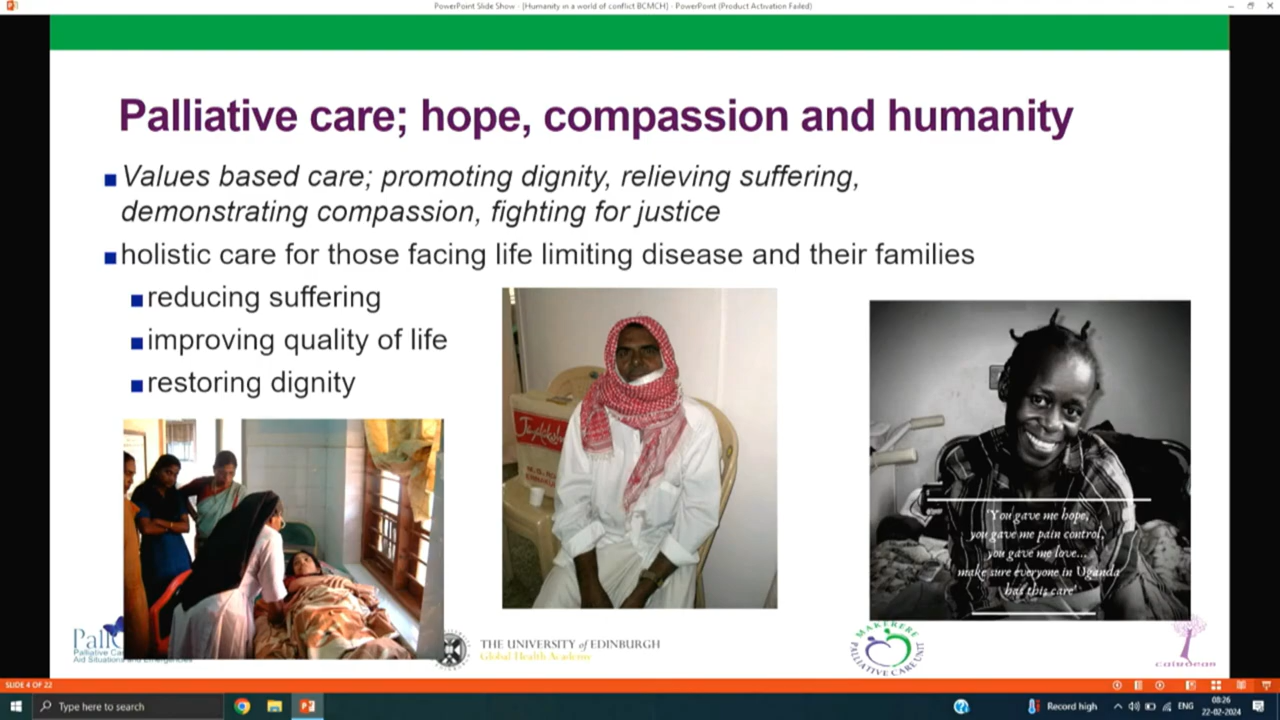 PowerPoint Slide Show - [Humanity in a world of conflict BCMCH] - PowerPoint (Product Activation Failed)
Palliative care; hope, compassion and humanity
Values based care; promoting dignity, relieving suffering,
demonstrating compassion, fighting for justice
holistic care for those facing life limiting disease and their families
reducing suffering
improving quality of life
restoring dignity
"You gave me hope,
you gave me pain control,
you gave me love...
make sure everyone in Uganda
has this care"
Palliative
Aid Situations
THE UNIVERSITY of EDINBURGH
Global Health Academy
MAKERERE
PALLIATIVE CARE UNIT
cairdeas
SLIDE 4 OF 22
Type here to search
Record high
ENG
08:26
22-02-2024